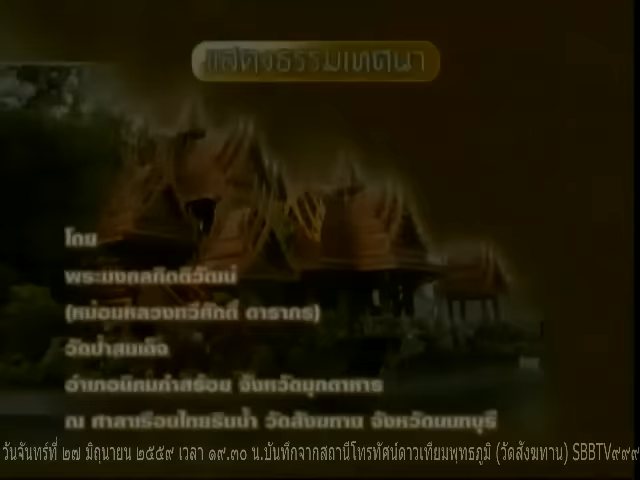 แสดงธรรมเทศนา
โดย
พระมงคลกิตติวัฒน์
(หม่อมหลวงทวีศักดิ์ ดารากร)
วัดป่าสมเด็จ
อำเภอนิคมคำสร้อย จังหวัดมุกดาหาร
ณ ศาลาเรือนไทยริมน้ำ วัดสังฆทาน จังหวัดนนทบุรี
วันจันทร์ที่ ๒๗ มิถุนายน ๒๕๕๙ เวลา ๑๙.๓๐ น.บันทึกจากสถานีโทรทัศน์ดาวเทียมพุทธภูมิ (วัดสังฆทาน) SBBTV๙๙๙